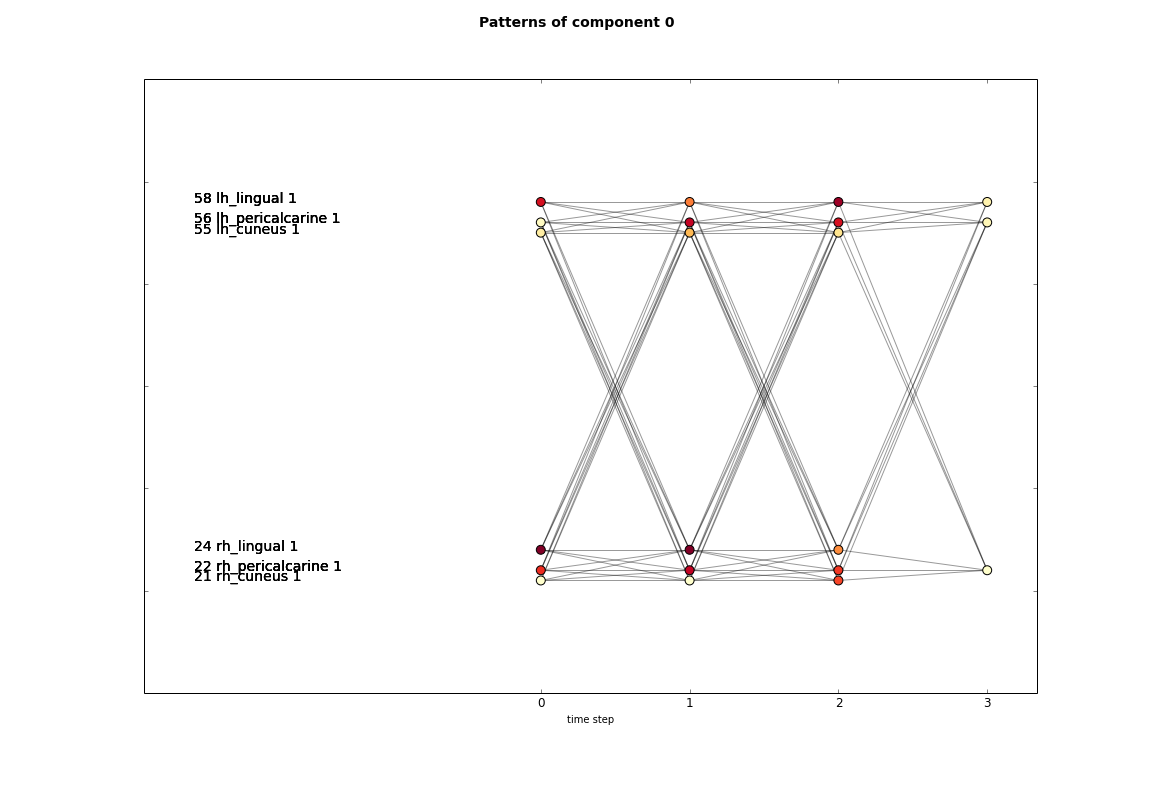 Patterns of component 0
58 lh_lingual 1
56 lh_pericalcarine 1
55 lh_cuneus 1
24 rh_lingual 1
22 rh_pericalcarine 1
21 rh_cuneus 1
0 1 2 3
time step